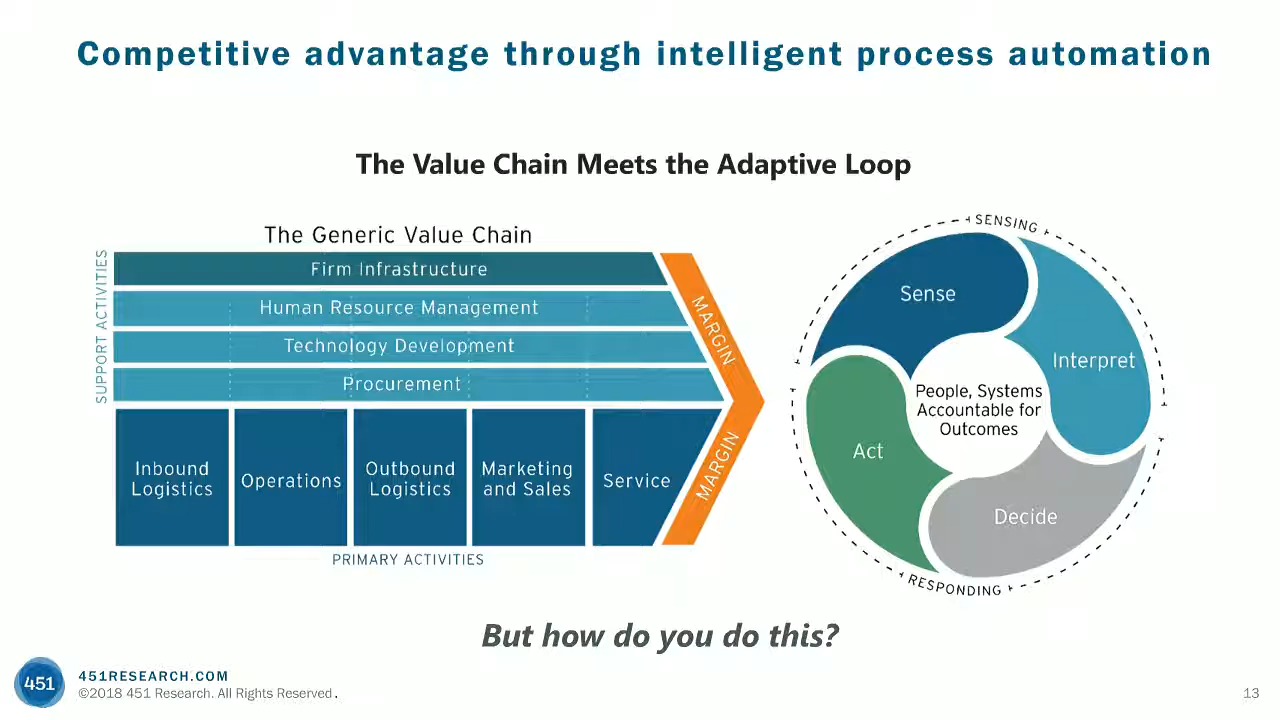 Competitive advantage through intelligent process automation
The Value Chain Meets the Adaptive Loop
The Generic Value Chain
SUPPORT ACTIVITIES
Firm Infrastructure
Human Resource Management
Technology Development
Procurement
Inbound
Logistics
Operations
Outbound
Logistics
Marketing
and Sales
Service
MARGIN
MARGIN
PRIMARY ACTIVITIES
SENSING
Sense
Interpret
People, Systems
Accountable for
Outcomes
Act
Decide
RESPONDING
But how do you do this?
451
451RESEARCH.COM
©2018 451 Research. All Rights Reserved.
13